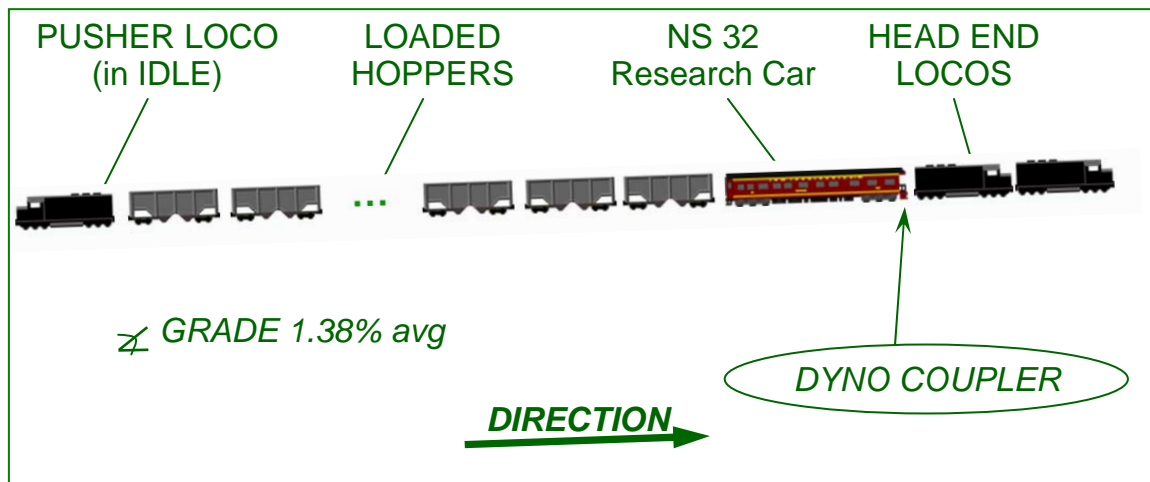 PUSHER LOCO
(in IDLE)
LOADED
HOPPERS
NS 32
Research Car
HEAD END
LOCOS
...
GRADE 1.38% avg
DYNO COUPLER
DIRECTION